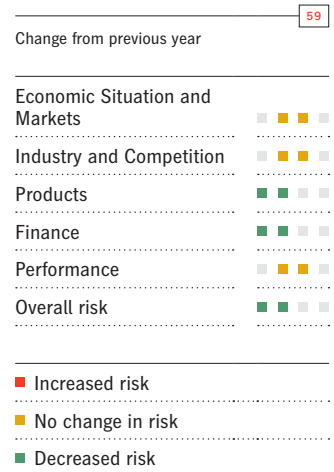 59
Change from previous year
Economic Situation and
Markets
Industry and Competition
Products
Finance
Performance
Overall risk
Increased risk
No change in risk
Decreased risk